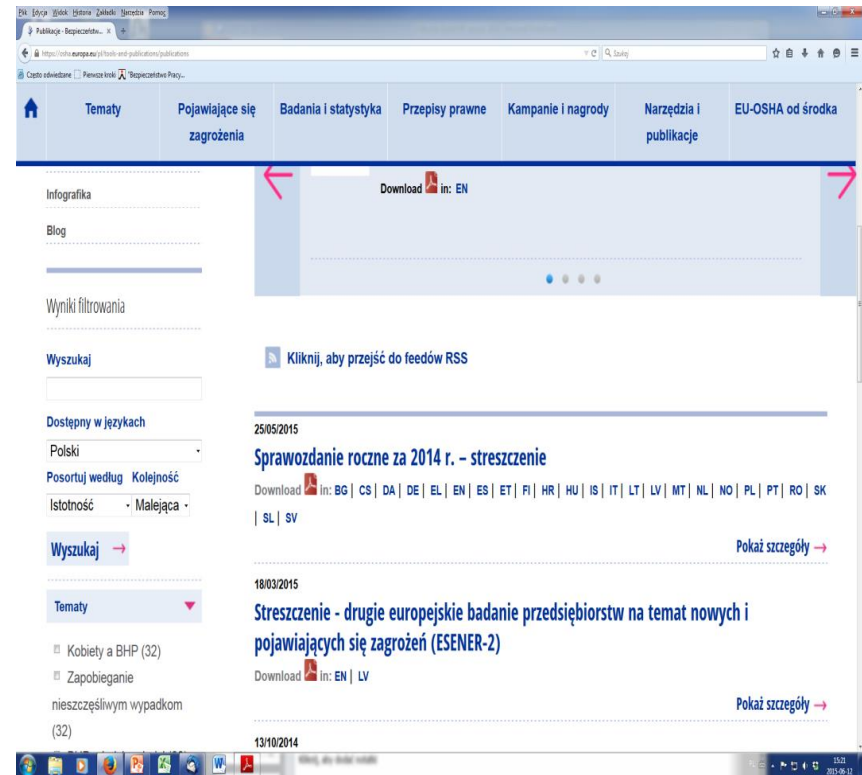 Plik Edycja Widok Historia Zakładki Narzędzia Pomoc
Publikacje - Bezpieczeństw... × +
https://osha.europa.eu/pl/tools-and-publications/publications
Szukaj
Często odwiedzane Pierwsze kroki "Bezpieczeństwo Pracy...
Tematy Pojawiające się zagrożenia Badania i statystyka Przepisy prawne Kampanie i nagrody Narzędzia i publikacje EU-OSHA od środka
Download in: EN
Infografika
Blog
Wyniki filtrowania
Kliknij, aby przejść do feedów RSS
Wyszukaj
Dostępny w językach
Polski
Posortuj według Kolejność
Istotność Malejąca
Wyszukaj →
Tematy
Kobiety a BHP (32)
Zapobieganie
nieszczęśliwym wypadkom
(32)
25/05/2015
Sprawozdanie roczne za 2014 r. – streszczenie
Download in: BG | CS | DA | DE | EL | EN | ES | ET | FI | HR | HU | IS | IT | LT | LV | MT | NL | NO | PL | PT | RO | SK
| SL | SV
Pokaż szczegóły →
18/03/2015
Streszczenie - drugie europejskie badanie przedsiębiorstw na temat nowych i
pojawiających się zagrożeń (ESENER-2)
Download in: EN | LV
Pokaż szczegóły →
13/10/2014
Kliknij, aby dodać notatki
PL
15:21
2015-06-12